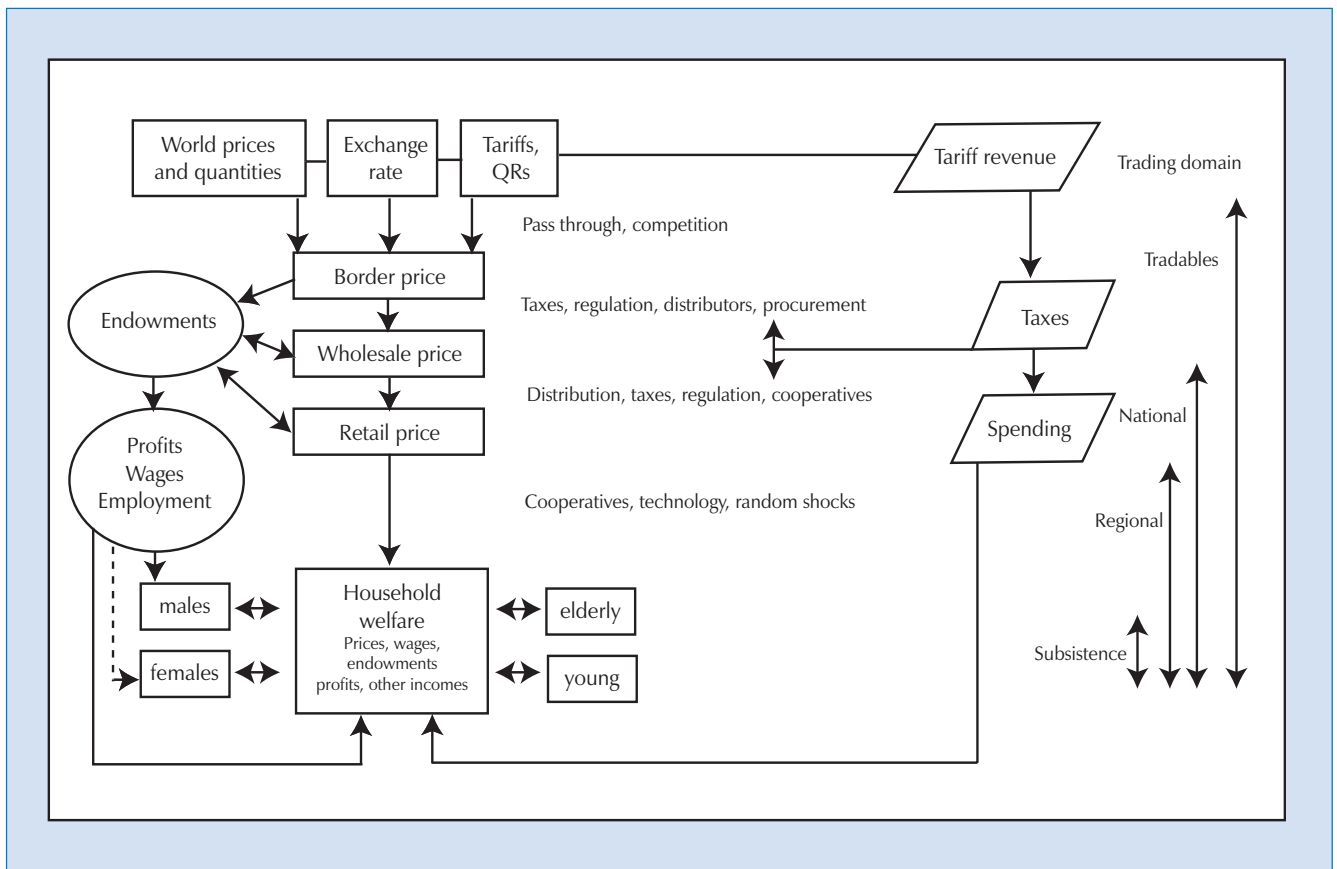 World prices
and quantities
Exchange
rate
Tariffs,
QRs
Tariff revenue
Trading domain
Pass through, competition
Tradables
Border price
Endowments
Taxes, regulation, distributors, procurement
Taxes
Wholesale price
Distribution, taxes, regulation, cooperatives
National
Spending
Retail price
Profits
Wages
Employment
Cooperatives, technology, random shocks
Regional
males
Household
welfare
Prices, wages,
endowments
profits, other incomes
elderly
females
young
Subsistence